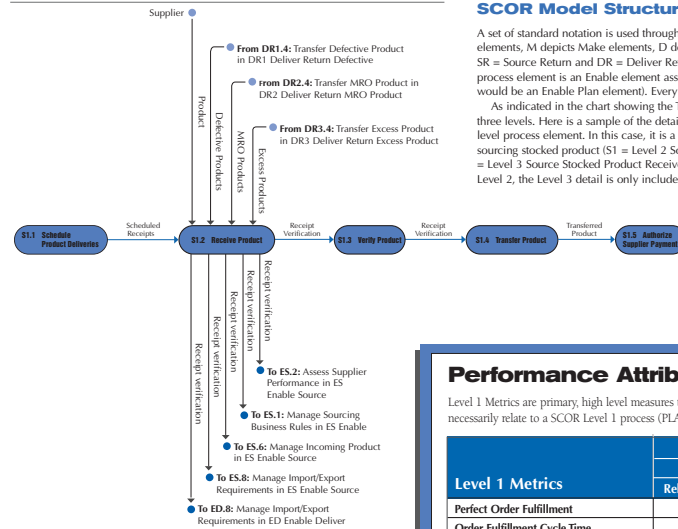 Supplier
From DR1.4: Transfer Defective Product
in DR1 Deliver Return Defective
From DR2.4: Transfer MRO Product in
DR2 Deliver Return MRO Product
From DR3.4: Transfer Excess Product
in DR3 Deliver Return Excess Product
Product
Defective Products
MRO Products
Excess Products
SCOR Model Structur
A set of standard notation is used through
elements, M depicts Make elements, D de
SR = Source Return and DR = Deliver Re
process element is an Enable element ass
would be an Enable Plan element). Every
As indicated in the chart showing the T
three levels. Here is a sample of the detai
level process element. In this case, it is a
sourcing stocked product (S1 = Level 2 So
= Level 3 Source Stocked Product Receive
Level 2, the Level 3 detail is only include
S1.1 Schedule
Product Deliveries
Scheduled
Receipts
S1.2 Receive Product
Receipt
Verification
S1.3 Verify Product
Receipt
Verification
S1.4 Transfer Product
Transferred
Product
S1.5 Authorize
Supplier Payment
Receipt verification
Receipt verification
Receipt verification
Receipt verification
Receipt verification
To ES.2: Assess Supplier
Performance in ES
Enable Source
To ES.1: Manage Sourcing
Business Rules in ES Enable
To ES.6: Manage Incoming Product
in ES Enable Source
To ES.8: Manage Import/Export
Requirements in ES Enable Source
To ED.8: Manage Import/Export
Requirements in ED Enable Deliver
Performance Attrib
Level 1 Metrics are primary, high level measures
necessarily relate to a SCOR Level 1 process (PLA
Level 1 Metrics
Rel
Perfect Order Fulfillment
Order Fulfillment Cycle Time